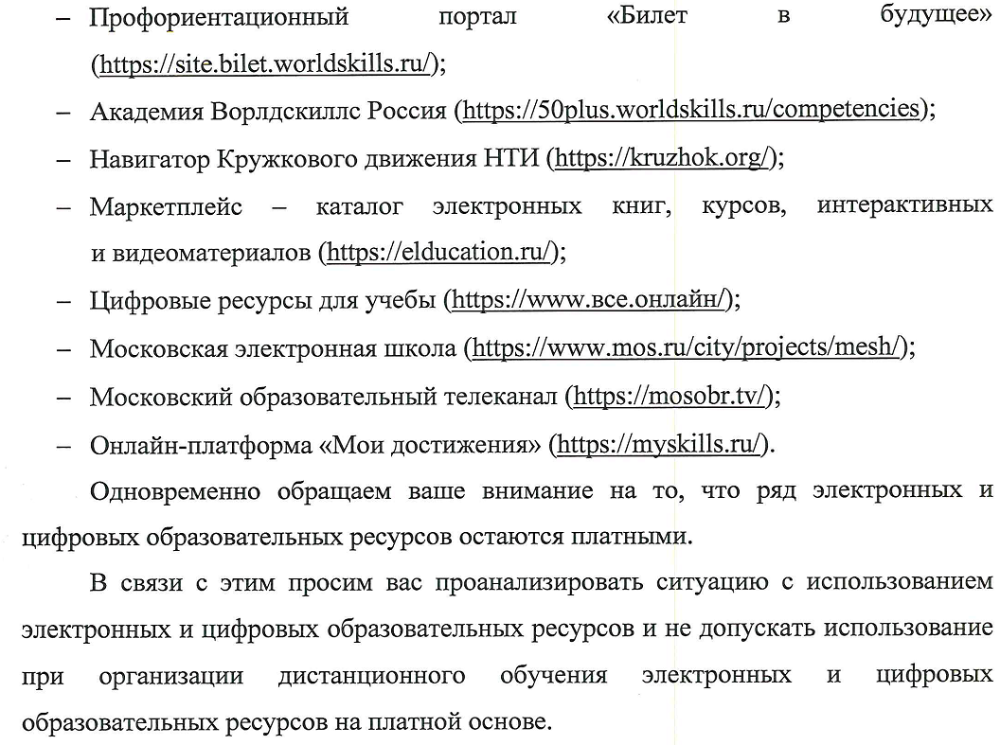 – Профориентационный портал «Билет в будущее»
(https://site.bilet.worldskills.ru/);
– Академия Ворлдскиллс Россия (https://50plus.worldskills.ru/competencies);
– Навигатор Кружкового движения НТИ (https://kruzhok.org/);
– Маркетплейс – каталог электронных книг, курсов, интерактивных
и видеоматериалов (https://elducation.ru/);
– Цифровые ресурсы для учебы (https://www.все.онлайн/);
– Московская электронная школа (https://www.mos.ru/city/projects/mesh/);
– Московский образовательный телеканал (https://mosobr.tv/);
– Онлайн-платформа «Мои достижения» (https://myskills.ru/).
Одновременно обращаем ваше внимание на то, что ряд электронных и
цифровых образовательных ресурсов остаются платными.
В связи с этим просим вас проанализировать ситуацию с использованием
электронных и цифровых образовательных ресурсов и не допускать использование
при организации дистанционного обучения электронных и цифровых
образовательных ресурсов на платной основе.